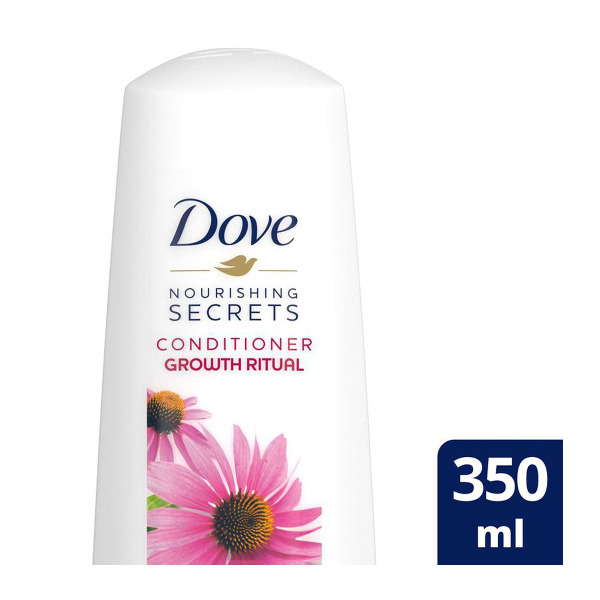 Dove
NOURISHING
SECRETS
CONDITIONER
GROWTH RITUAL
350
ml